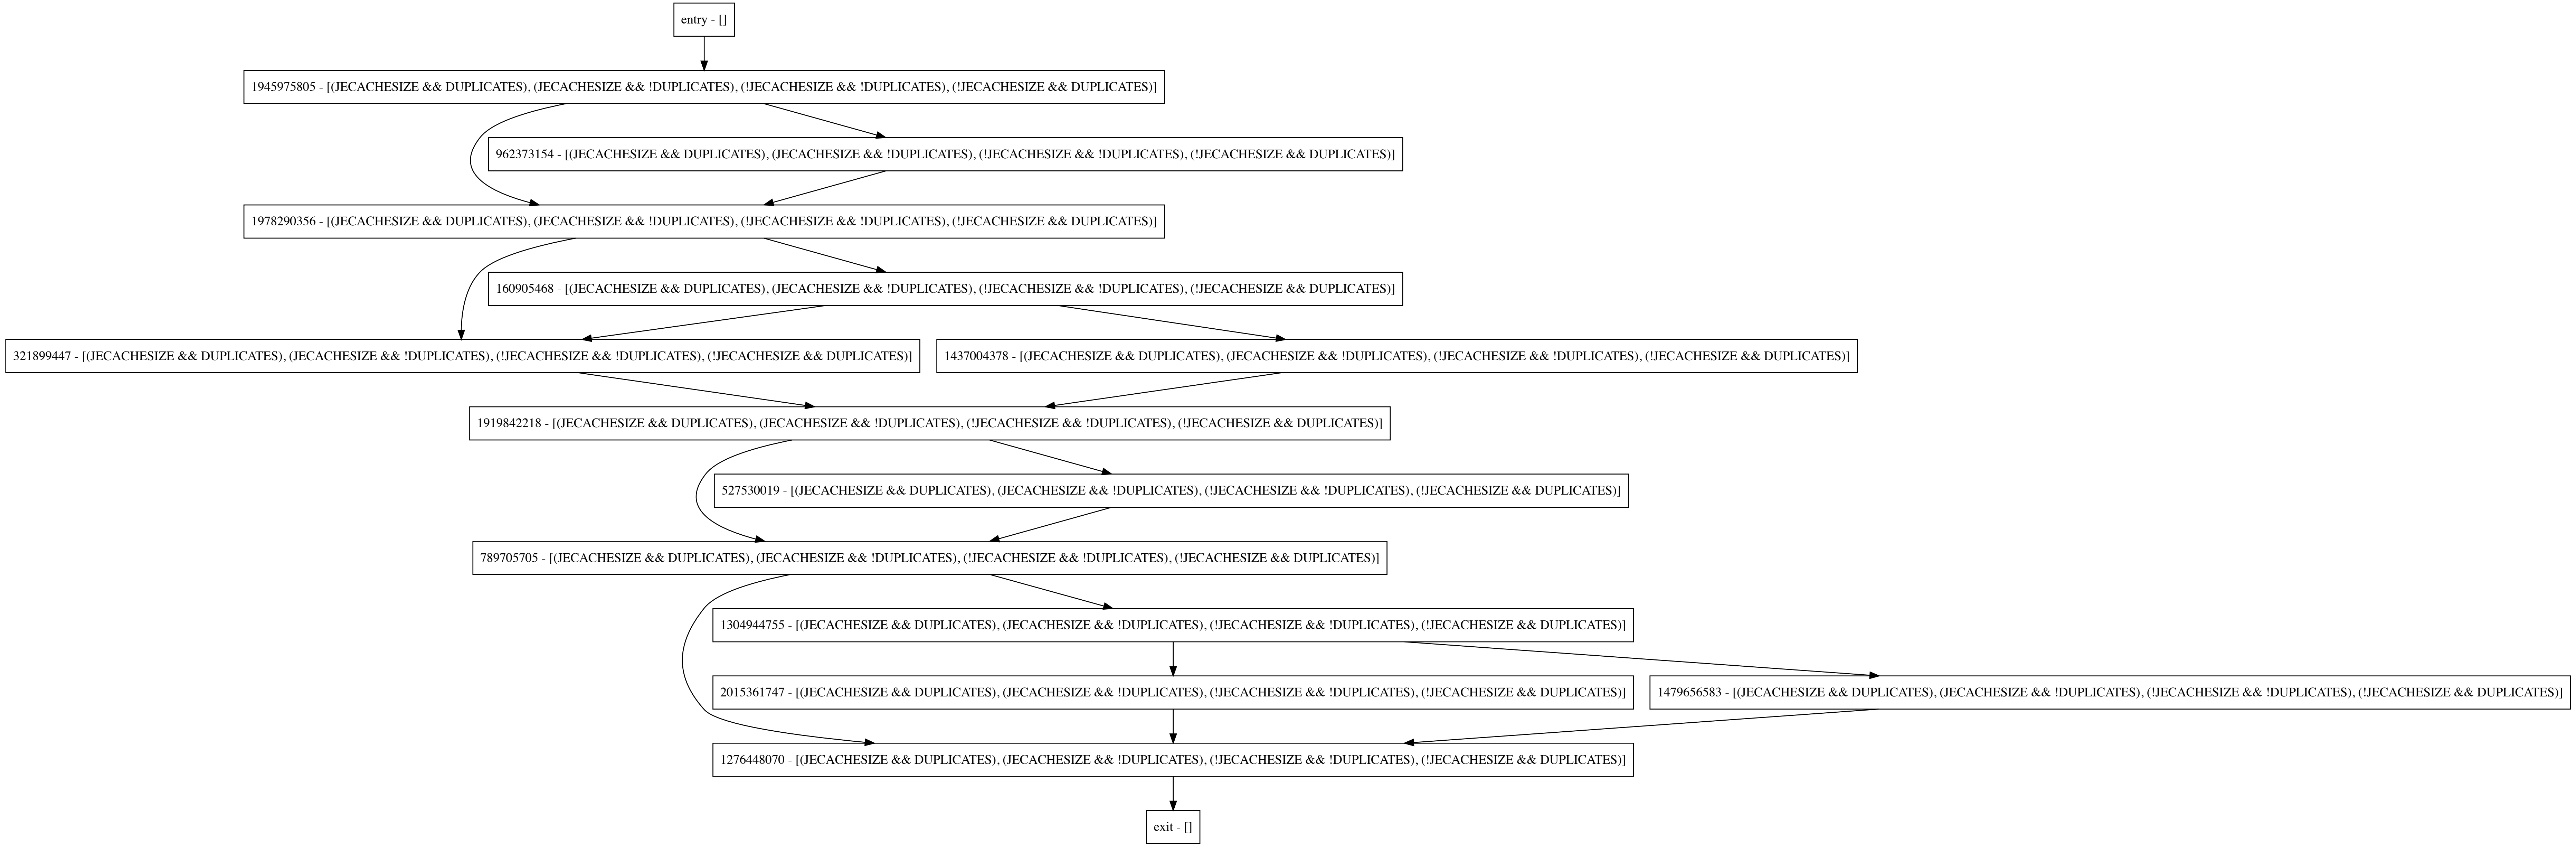 entry - []
1945975805 - [(JECACHESIZE && DUPLICATES), (JECACHESIZE && !DUPLICATES), (!JECACHESIZE && !DUPLICATES), (!JECACHESIZE && DUPLICATES)]
962373154 - [(JECACHESIZE && DUPLICATES), (JECACHESIZE && !DUPLICATES), (!JECACHESIZE && !DUPLICATES), (!JECACHESIZE && DUPLICATES)]
1978290356 - [(JECACHESIZE && DUPLICATES), (JECACHESIZE && !DUPLICATES), (!JECACHESIZE && !DUPLICATES), (!JECACHESIZE && DUPLICATES)]
160905468 - [(JECACHESIZE && DUPLICATES), (JECACHESIZE && !DUPLICATES), (!JECACHESIZE && !DUPLICATES), (!JECACHESIZE && DUPLICATES)]
321899447 - [(JECACHESIZE && DUPLICATES), (JECACHESIZE && !DUPLICATES), (!JECACHESIZE && !DUPLICATES), (!JECACHESIZE && DUPLICATES)]
1437004378 - [(JECACHESIZE && DUPLICATES), (JECACHESIZE && !DUPLICATES), (!JECACHESIZE && !DUPLICATES), (!JECACHESIZE && DUPLICATES)]
1919842218 - [(JECACHESIZE && DUPLICATES), (JECACHESIZE && !DUPLICATES), (!JECACHESIZE && !DUPLICATES), (!JECACHESIZE && DUPLICATES)]
527530019 - [(JECACHESIZE && DUPLICATES), (JECACHESIZE && !DUPLICATES), (!JECACHESIZE && !DUPLICATES), (!JECACHESIZE && DUPLICATES)]
789705705 - [(JECACHESIZE && DUPLICATES), (JECACHESIZE && !DUPLICATES), (!JECACHESIZE && !DUPLICATES), (!JECACHESIZE && DUPLICATES)]
1304944755 - [(JECACHESIZE && DUPLICATES), (JECACHESIZE && !DUPLICATES), (!JECACHESIZE && !DUPLICATES), (!JECACHESIZE && DUPLICATES)]
2015361747 - [(JECACHESIZE && DUPLICATES), (JECACHESIZE && !DUPLICATES), (!JECACHESIZE && !DUPLICATES), (!JECACHESIZE && DUPLICATES)]
1479656583 - [(JECACHESIZE && DUPLICATES), (JECACHESIZE && !DUPLICATES), (!JECACHESIZE && !DUPLICATES), (!JECACHESIZE && DUPLICATES)]
1276448070 - [(JECACHESIZE && DUPLICATES), (JECACHESIZE && !DUPLICATES), (!JECACHESIZE && !DUPLICATES), (!JECACHESIZE && DUPLICATES)]
exit - []